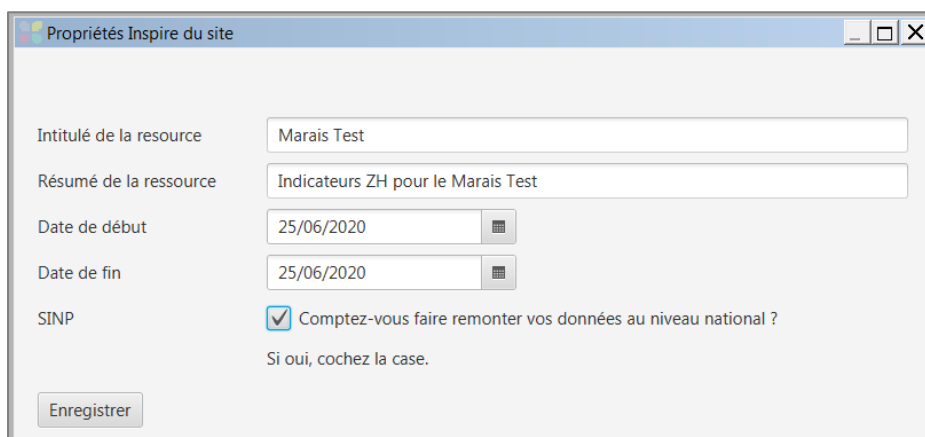 Propriétés Inspire du site
Intitulé de la resource Marais Test
Résumé de la ressource Indicateurs ZH pour le Marais Test
Date de début 25/06/2020
Date de fin 25/06/2020
SINP Comptez-vous faire remonter vos données au niveau national ?
Si oui, cochez la case.
Enregistrer